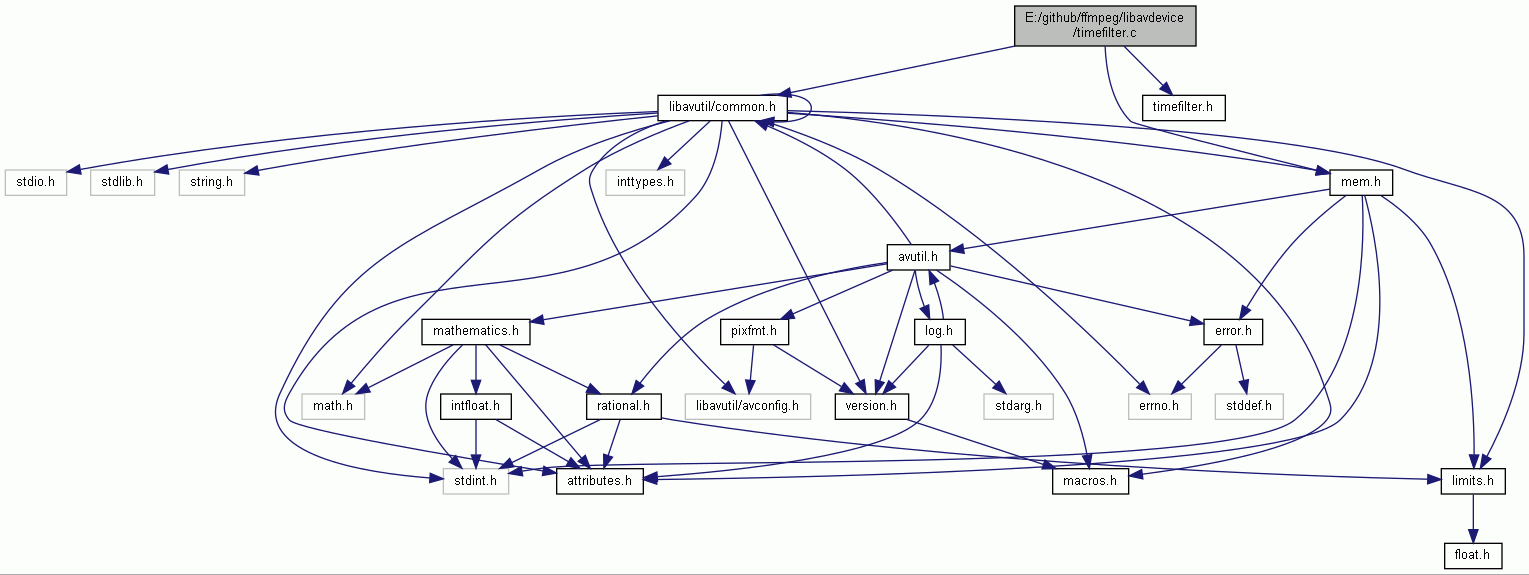 E:/github/ffmpeg/libavdevice
/timefilter.c
libavutil/common.h
timefilter.h
stdio.h
stdlib.h
string.h
inttypes.h
mem.h
avutil.h
mathematics.h
pixfmt.h
log.h
error.h
math.h
intfloat.h
rational.h
libavutil/avconfig.h
version.h
stdarg.h
errno.h
stddef.h
stdint.h
attributes.h
macros.h
limits.h
float.h